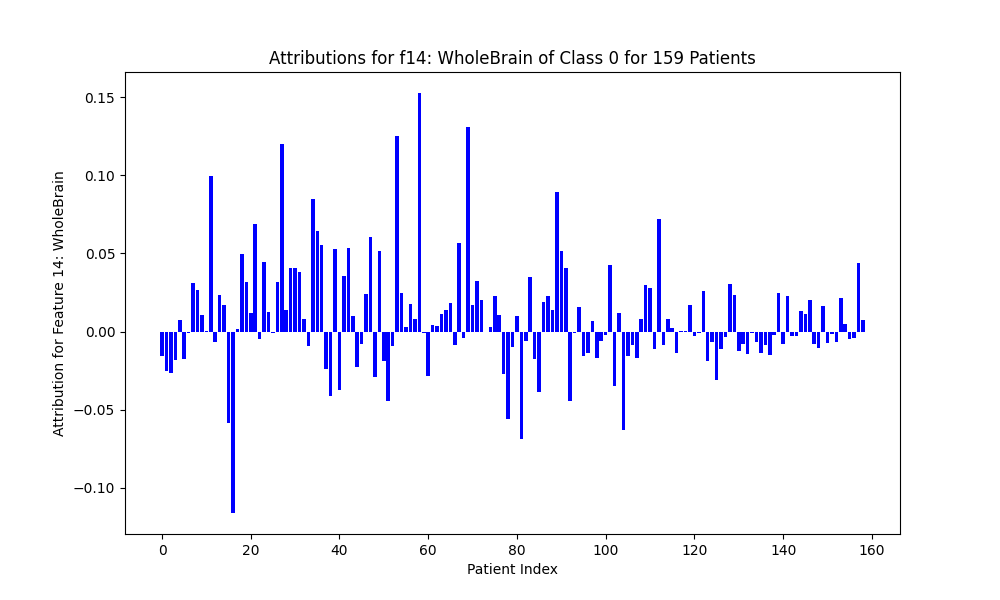 Attributions for f14: WholeBrain of Class 0 for 159 Patients
Attribution for Feature 14: WholeBrain
0.15
0.10
0.05
0.00
−0.05
−0.10
0 20 40 60 80 100 120 140 160
Patient Index